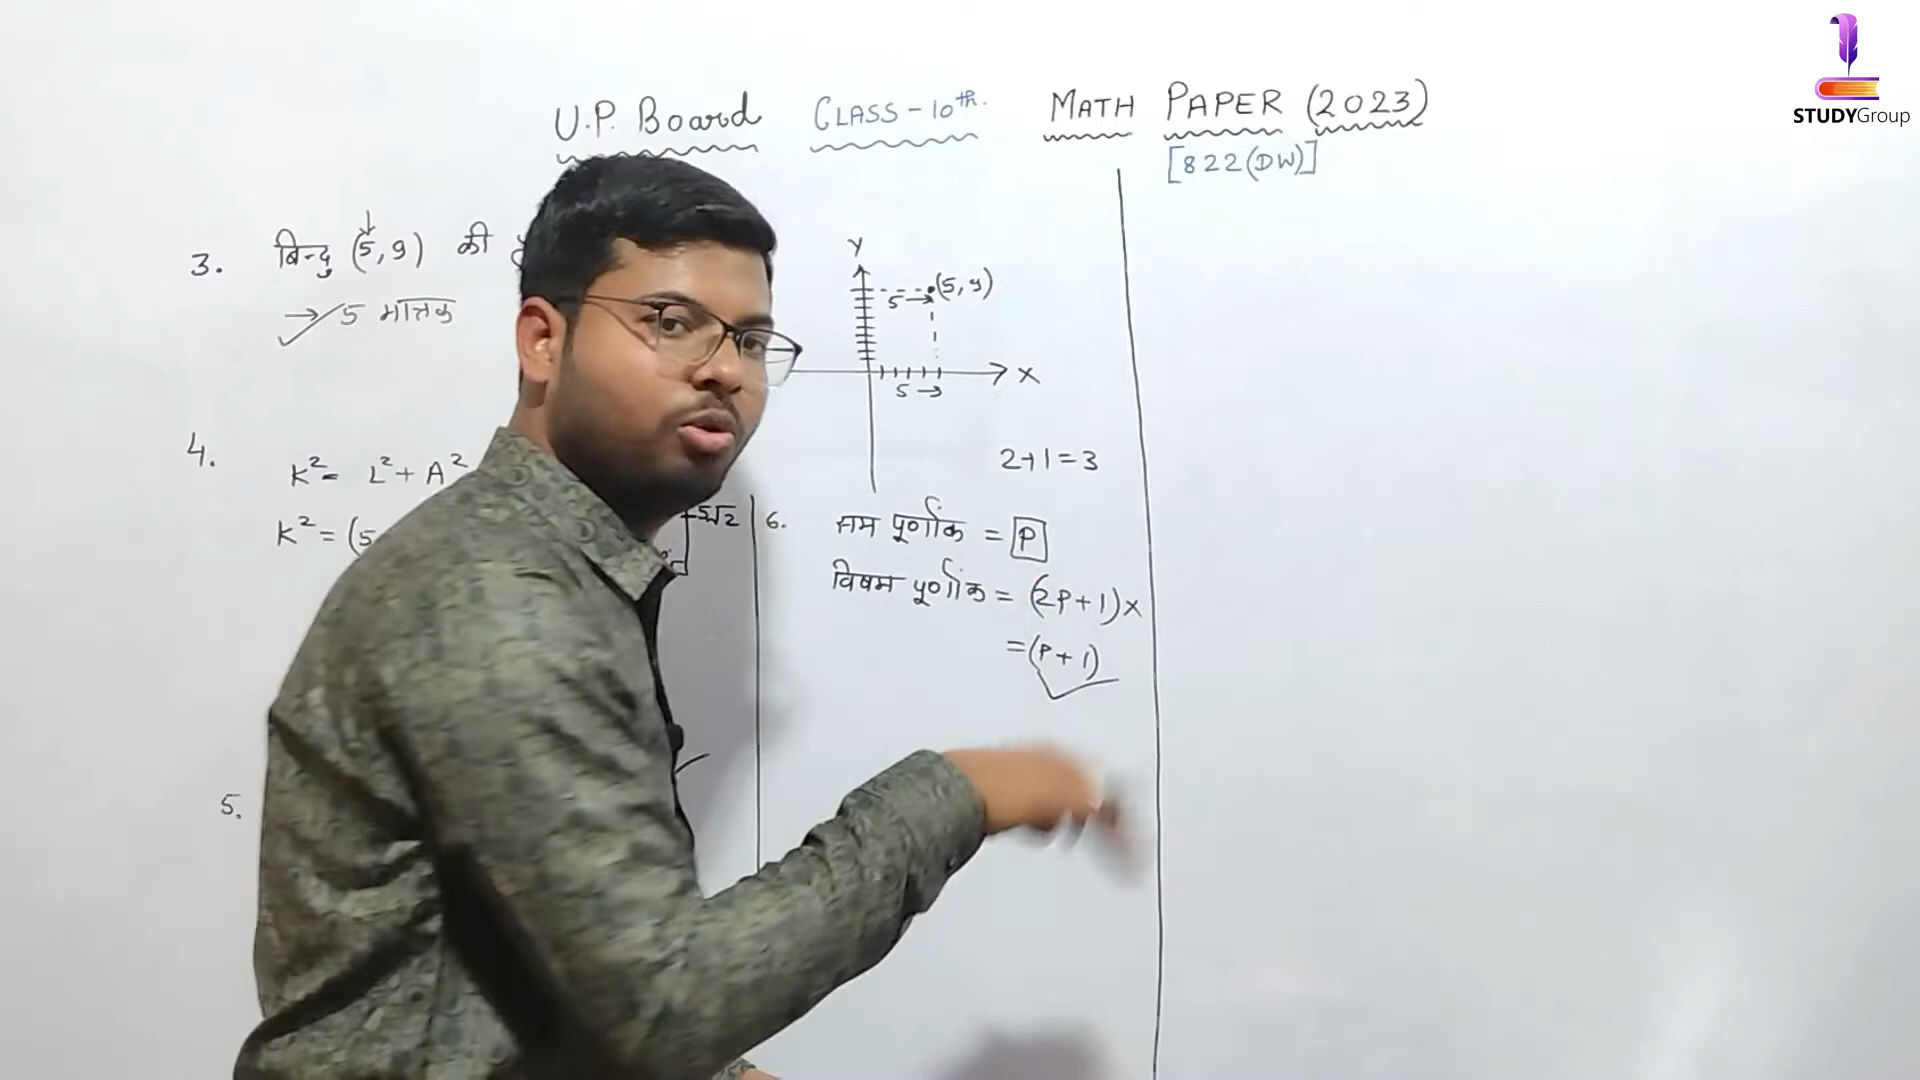 U.P. Board CLASS - 10th. MATH PAPER (2023)
[822(DW)]
3. बिन्दु (5, 9) की
→ 5 मात्रक
Y
(5, 9)
5→
X
5→
4. K² = L² + A²
K² = (5
5√2
2+1=3
6. सम पूर्णांक = P
विषम पूर्णांक = (2P+1)x
= (P+1)
5.
STUDYGroup